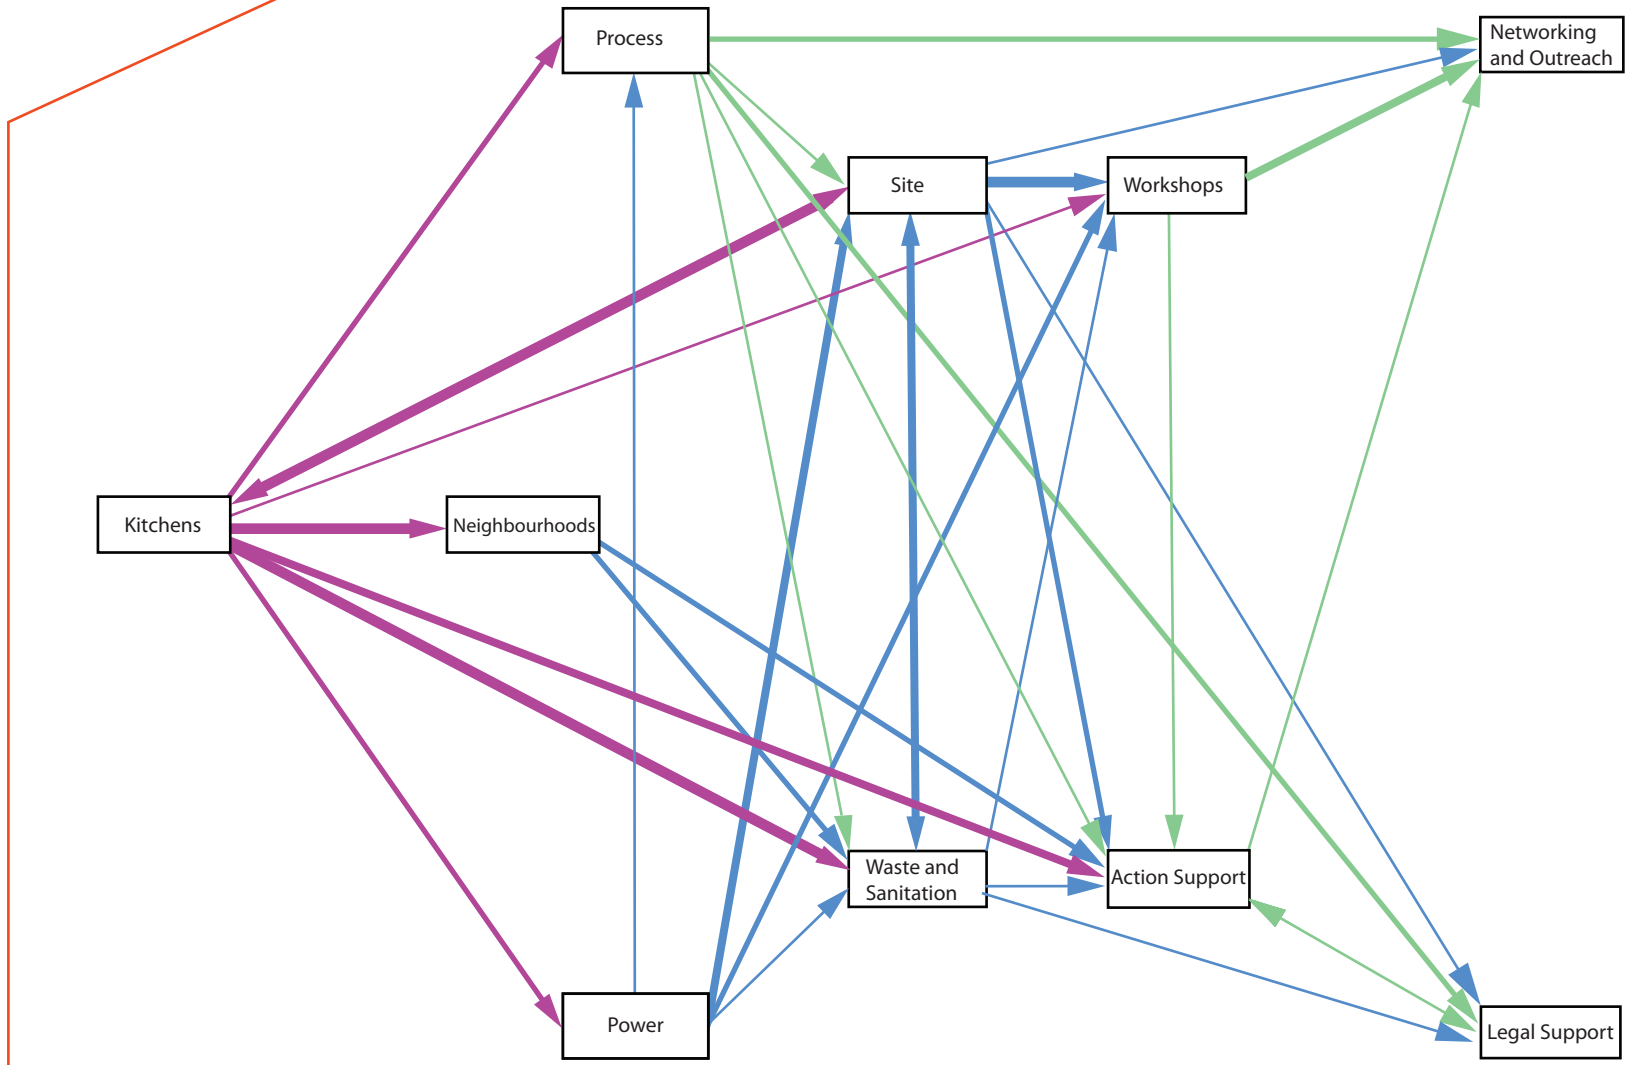 Process
Networking
and Outreach
Site
Workshops
Kitchens
Neighbourhoods
Waste and
Sanitation
Action Support
Power
Legal Support